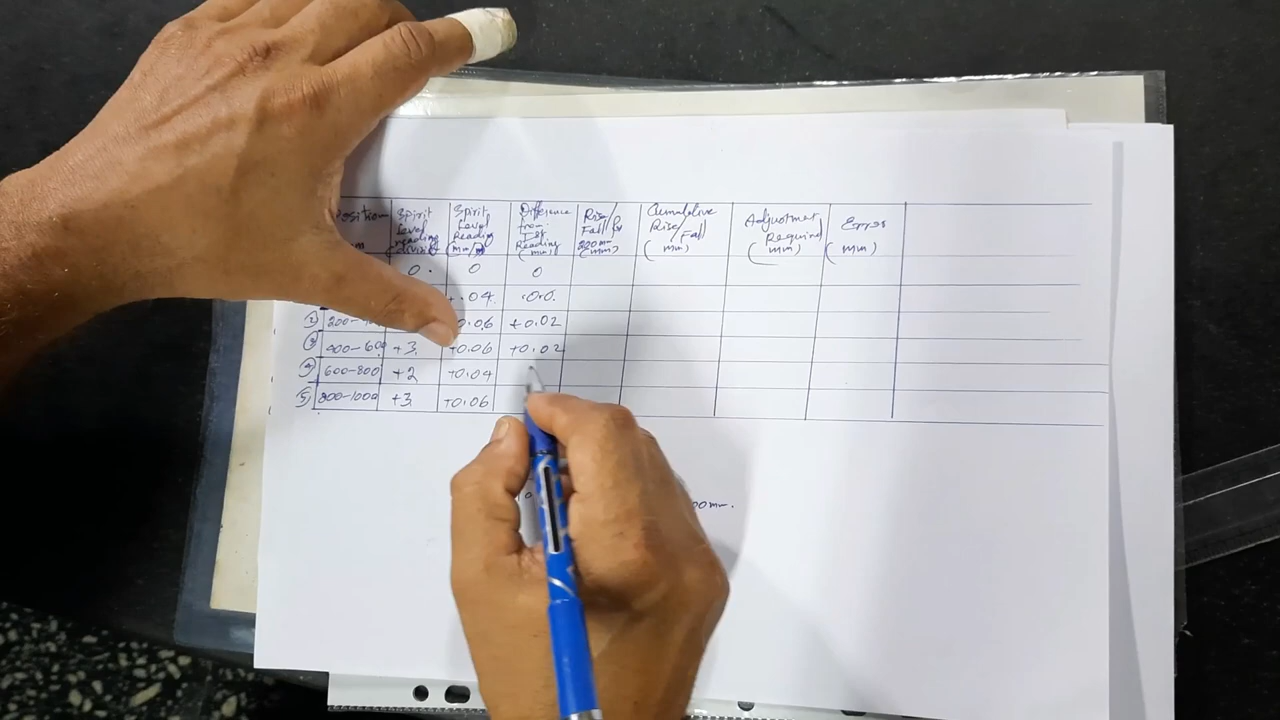 Position Spirit Level reading Spirit Level Reading (mm/m) Difference from 1st Reading (mm) Rise/ Fall for 200mm (mm) Cumulative Rise/Fall (mm) Adjustment Required (mm) Error (mm)
0 0 0
.04 .0.0.
② 200- 0.06 +0.02
③ 400-600 +3 +0.06 +0.02
④ 600-800 +2 +0.04
⑤ 800-1000 +3 +0.06
00mm.